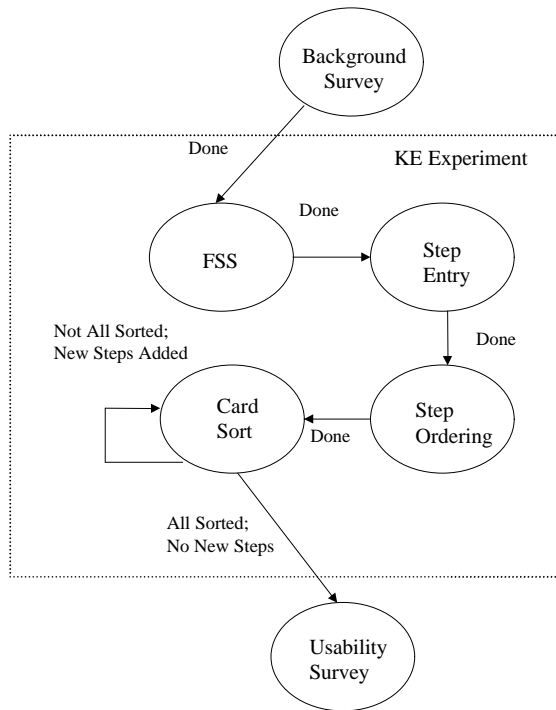 Background
Survey
Done
KE Experiment
Done
FSS
Step
Entry
Done
Not All Sorted;
New Steps Added
Card
Sort
Done
Step
Ordering
All Sorted;
No New Steps
Usability
Survey